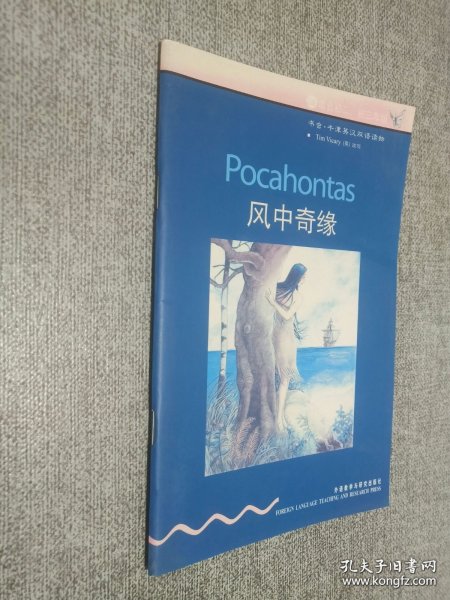 书虫·牛津英汉双语读物
Tim Vicary (英) 改写
Pocahontas
风中奇缘
外语教学与研究出版社
FOREIGN LANGUAGE TEACHING AND RESEARCH PRESS
孔夫子旧书网
www.kongfz.com